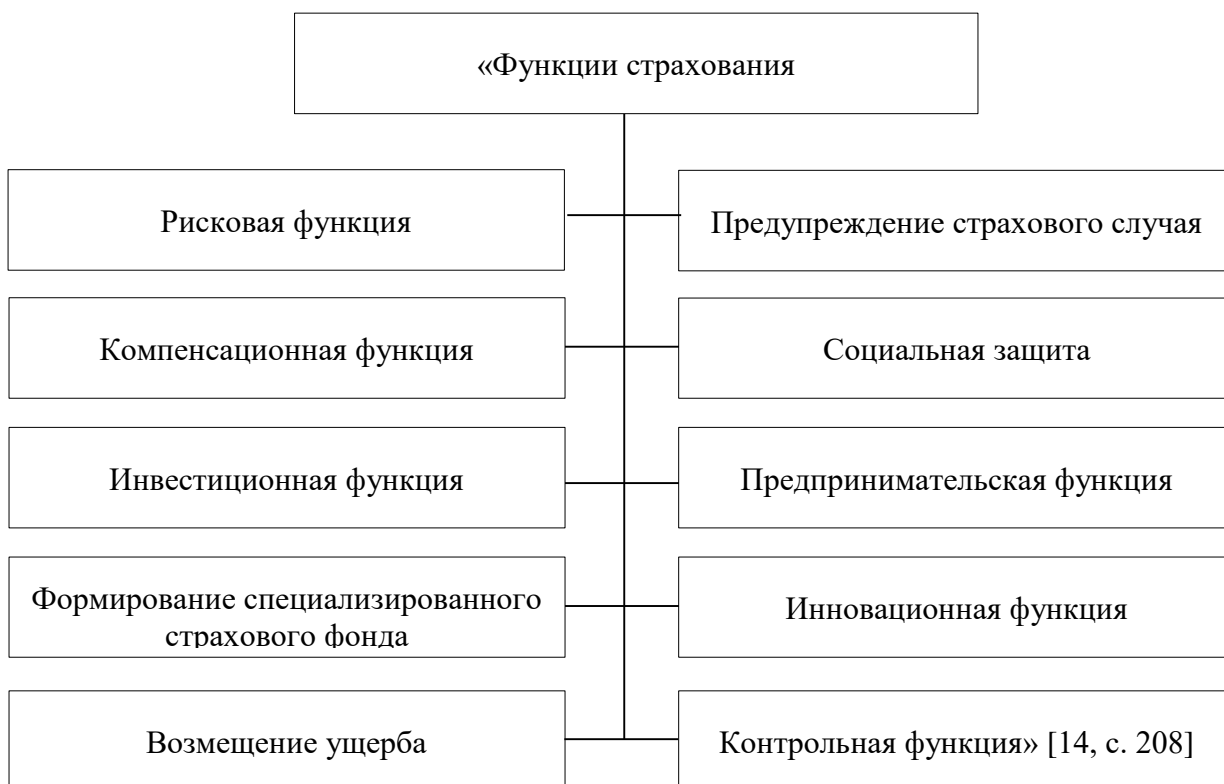 «Функции страхования
Рисковая функция
Предупреждение страхового случая
Компенсационная функция
Социальная защита
Инвестиционная функция
Предпринимательская функция
Формирование специализированного
страхового фонда
Инновационная функция
Возмещение ущерба
Контрольная функция» [14, с. 208]